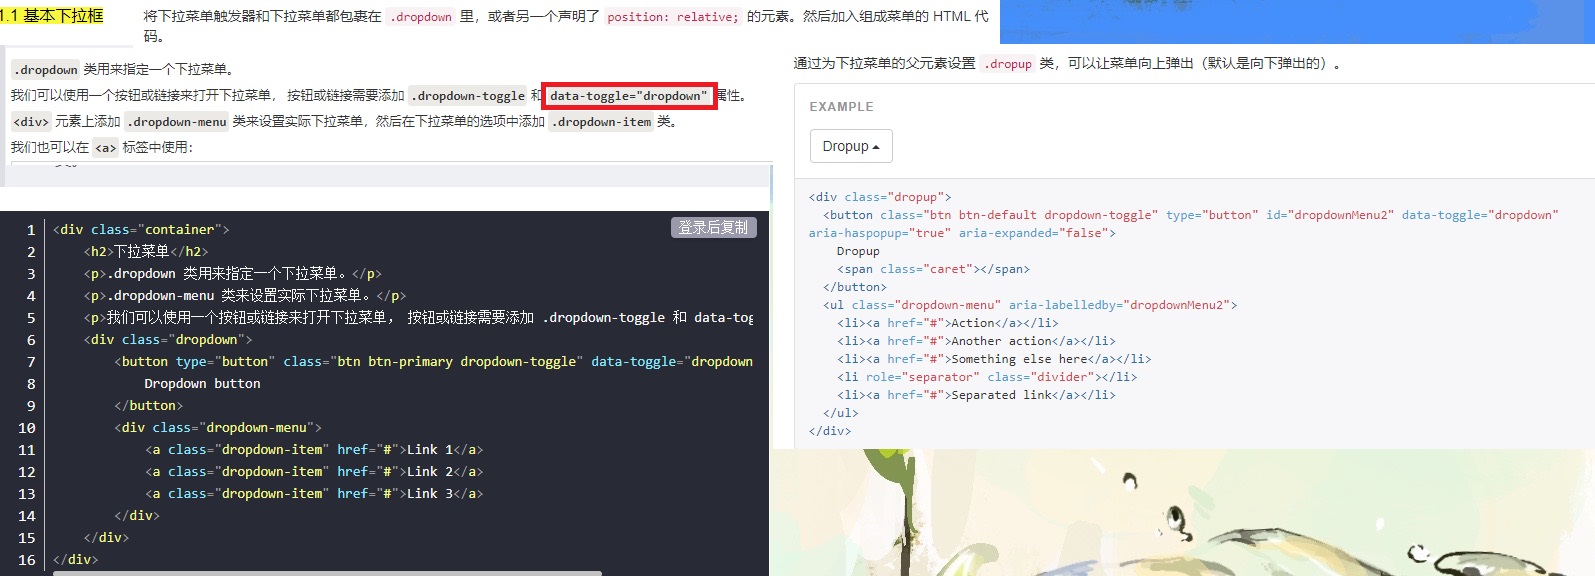 1.1 基本下拉框
将下拉菜单触发器和下拉菜单都包裹在 .dropdown 里，或者另一个声明了 position: relative; 的元素。然后加入组成菜单的 HTML 代
码。
.dropdown 类用来指定一个下拉菜单。
我们可以使用一个按钮或链接来打开下拉菜单， 按钮或链接需要添加 .dropdown-toggle 和 data-toggle="dropdown" 属性。
<div> 元素上添加 .dropdown-menu 类来设置实际下拉菜单，然后在下拉菜单的选项中添加 .dropdown-item 类。
我们也可以在 <a> 标签中使用：
登录后复制
1 <div class="container">
2 <h2>下拉菜单</h2>
3 <p>.dropdown 类用来指定一个下拉菜单。</p>
4 <p>.dropdown-menu 类来设置实际下拉菜单。</p>
5 <p>我们可以使用一个按钮或链接来打开下拉菜单， 按钮或链接需要添加 .dropdown-toggle 和 data-tog
6 <div class="dropdown">
7 <button type="button" class="btn btn-primary dropdown-toggle" data-toggle="dropdown
8 Dropdown button
9 </button>
10 <div class="dropdown-menu">
11 <a class="dropdown-item" href="#">Link 1</a>
12 <a class="dropdown-item" href="#">Link 2</a>
13 <a class="dropdown-item" href="#">Link 3</a>
14 </div>
15 </div>
16 </div>
通过为下拉菜单的父元素设置 .dropup 类，可以让菜单向上弹出（默认是向下弹出的）。
EXAMPLE
Dropup
<div class="dropup">
<button class="btn btn-default dropdown-toggle" type="button" id="dropdownMenu2" data-toggle="dropdown"
aria-haspopup="true" aria-expanded="false">
Dropup
<span class="caret"></span>
</button>
<ul class="dropdown-menu" aria-labelledby="dropdownMenu2">
<li><a href="#">Action</a></li>
<li><a href="#">Another action</a></li>
<li><a href="#">Something else here</a></li>
<li role="separator" class="divider"></li>
<li><a href="#">Separated link</a></li>
</ul>
</div>